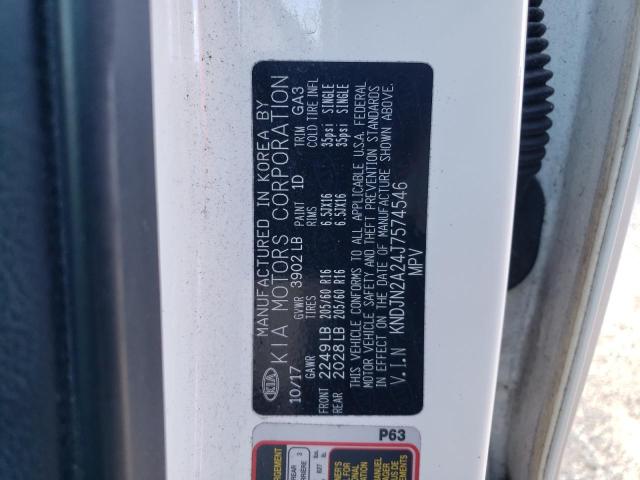 KIA
MANUFACTURED IN KOREA BY
KIA MOTORS CORPORATION
10/17 GVWR 3902 LB PAINT 1D TRIM GA3
GAWR TIRES RIMS COLD TIRE INFL
FRONT 2249 LB 205/60 R16 6.5JX16 35psi SINGLE
REAR 2028 LB 205/60 R16 6.5JX16 35psi SINGLE
THIS VEHICLE CONFORMS TO ALL APPLICABLE U.S.A. FEDERAL
MOTOR VEHICLE SAFETY AND THEFT PREVENTION STANDARDS
IN EFFECT ON THE DATE OF MANUFACTURE SHOWN ABOVE.
V.I.N KNDJN2A24J7574546
MPV
P63
REAR 3